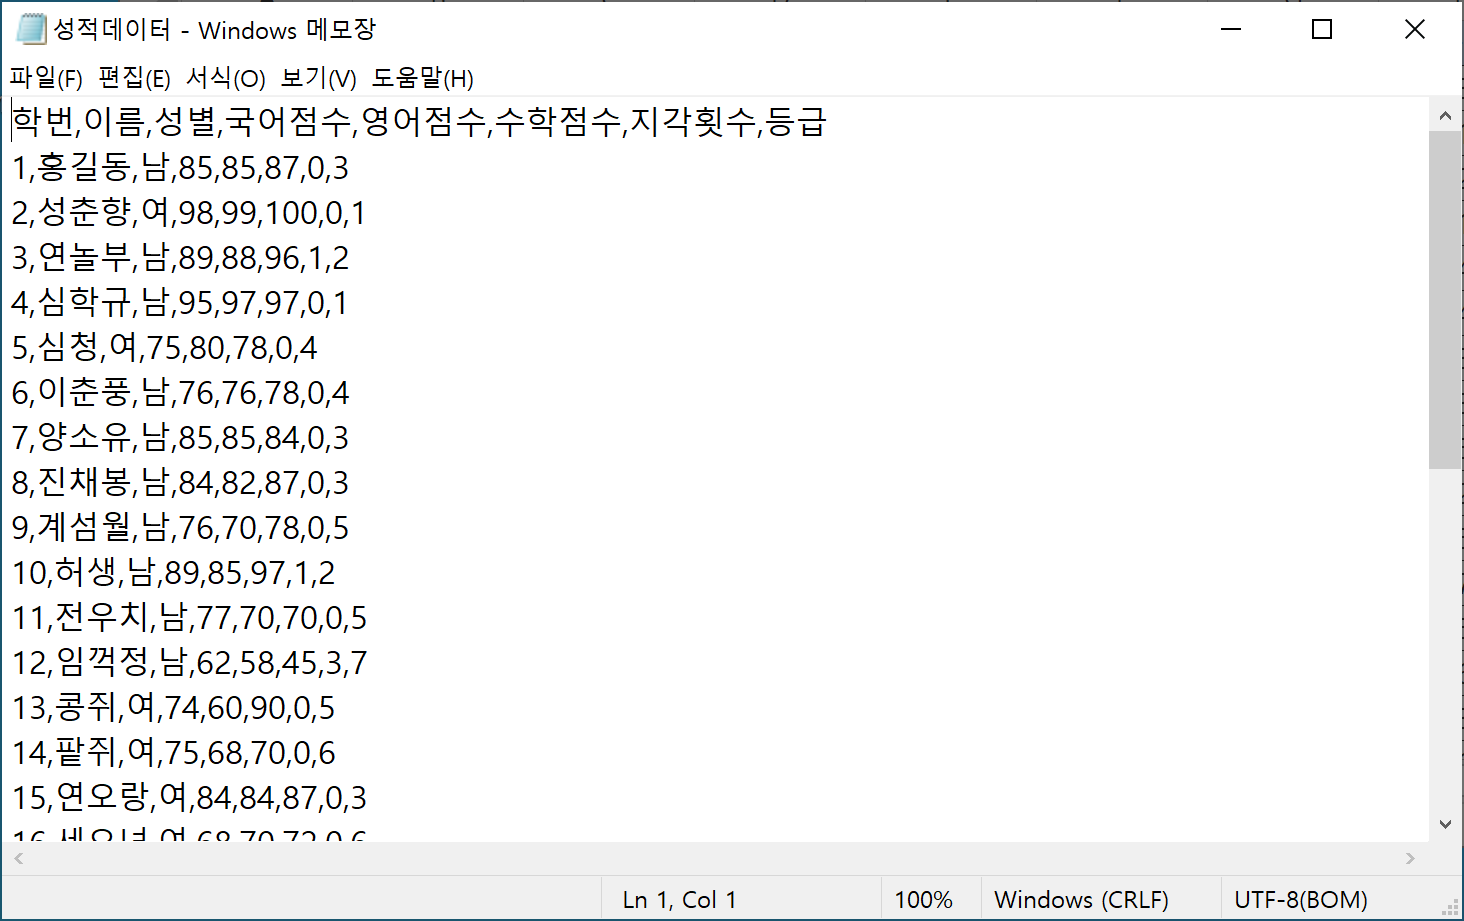 성적데이터 - Windows 메모장
파일(F) 편집(E) 서식(O) 보기(V) 도움말(H)
학번,이름,성별,국어점수,영어점수,수학점수,지각횟수,등급
1,홍길동,남,85,85,87,0,3
2,성춘향,여,98,99,100,0,1
3,연놀부,남,89,88,96,1,2
4,심학규,남,95,97,97,0,1
5,심청,여,75,80,78,0,4
6,이춘풍,남,76,76,78,0,4
7,양소유,남,85,85,84,0,3
8,진채봉,남,84,82,87,0,3
9,계섬월,남,76,70,78,0,5
10,허생,남,89,85,97,1,2
11,전우치,남,77,70,70,0,5
12,임꺽정,남,62,58,45,3,7
13,콩쥐,여,74,60,90,0,5
14,팥쥐,여,75,68,70,0,6
15,연오랑,여,84,84,87,0,3
Ln 1, Col 1 100% Windows (CRLF) UTF-8(BOM)